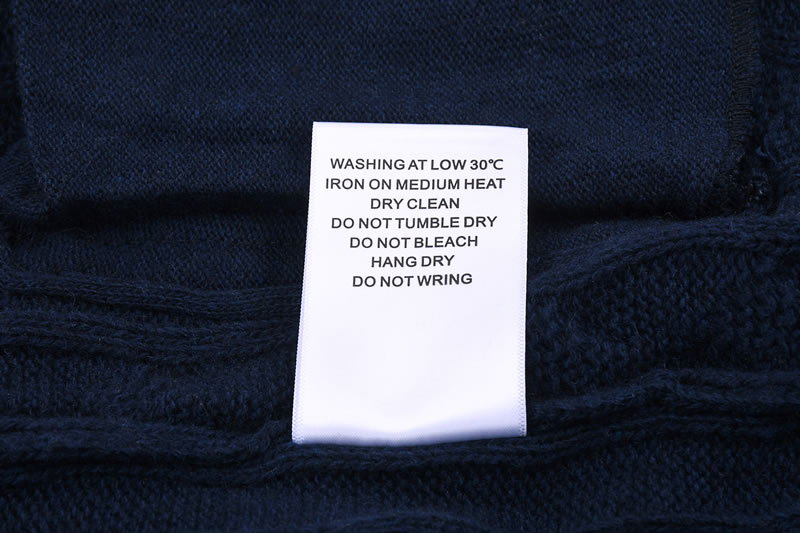 WASHING AT LOW 30℃
IRON ON MEDIUM HEAT
DRY CLEAN
DO NOT TUMBLE DRY
DO NOT BLEACH
HANG DRY
DO NOT WRING